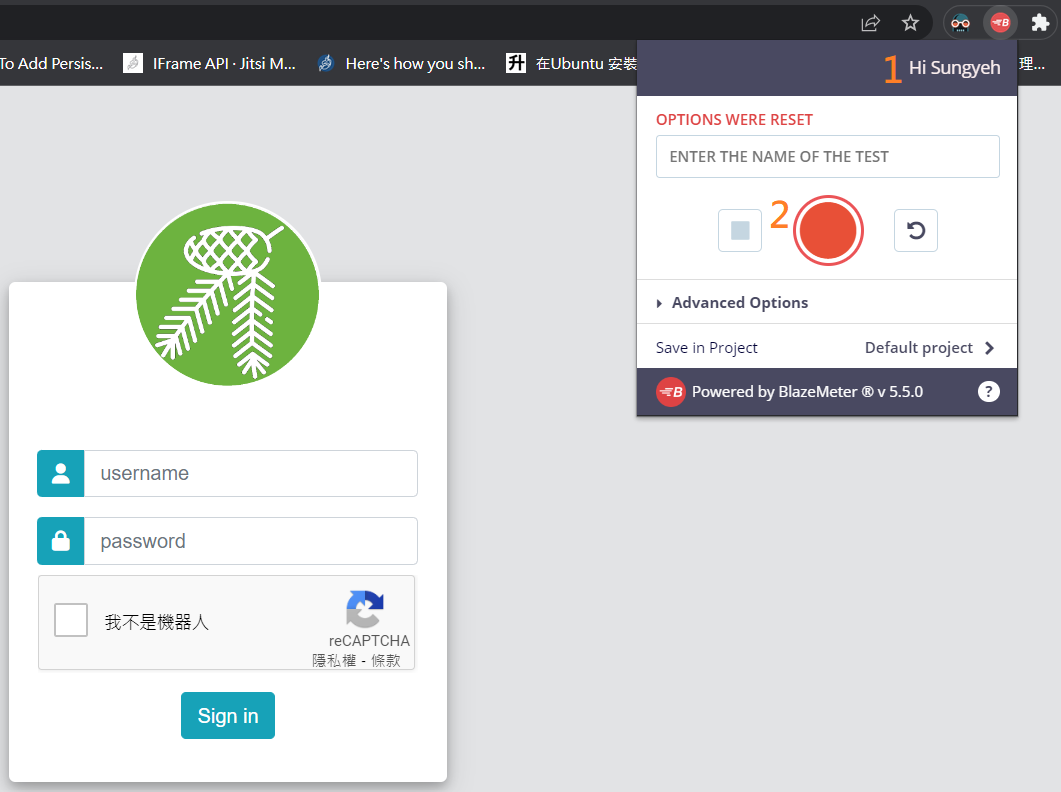 To Add Persis...
IFrame API · Jitsi M...
Here's how you sh...
升 在Ubuntu 安裝
理...
1 Hi Sungyeh
OPTIONS WERE RESET
ENTER THE NAME OF THE TEST
2
Advanced Options
Save in Project Default project
B Powered by BlazeMeter ® v 5.5.0 ?
username
password
我不是機器人
reCAPTCHA
隱私權 - 條款
Sign in